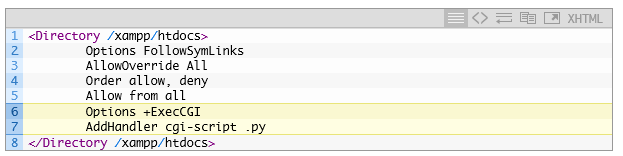 XHTML
1 <Directory /xampp/htdocs>
2 Options FollowSymLinks
3 AllowOverride All
4 Order allow, deny
5 Allow from all
6 Options +ExecCGI
7 AddHandler cgi-script .py
8 </Directory /xampp/htdocs>